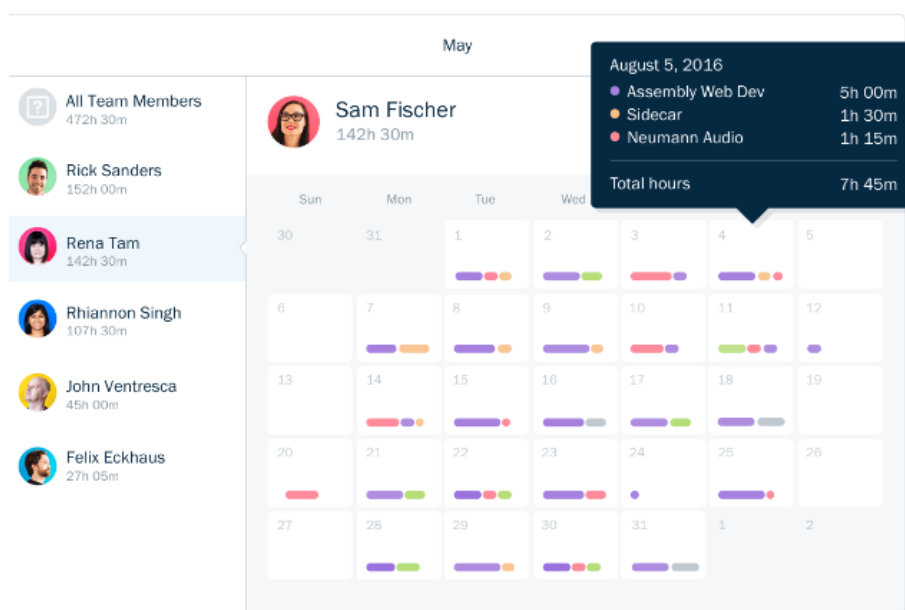 May
All Team Members
472h 30m
Rick Sanders
152h 00m
Rena Tam
142h 30m
Rhiannon Singh
107h 30m
John Ventresca
45h 00m
Felix Eckhaus
27h 05m
Sam Fischer
142h 30m
August 5, 2016
Assembly Web Dev 5h 00m
Sidecar 1h 30m
Neumann Audio 1h 15m
Total hours 7h 45m
Sun Mon Tue Wed
30 31 1 2 3 4 5
6 7 8 9 10 11 12
13 14 15 16 17 18 19
20 21 22 23 24 25 26
27 28 29 30 31 1 2